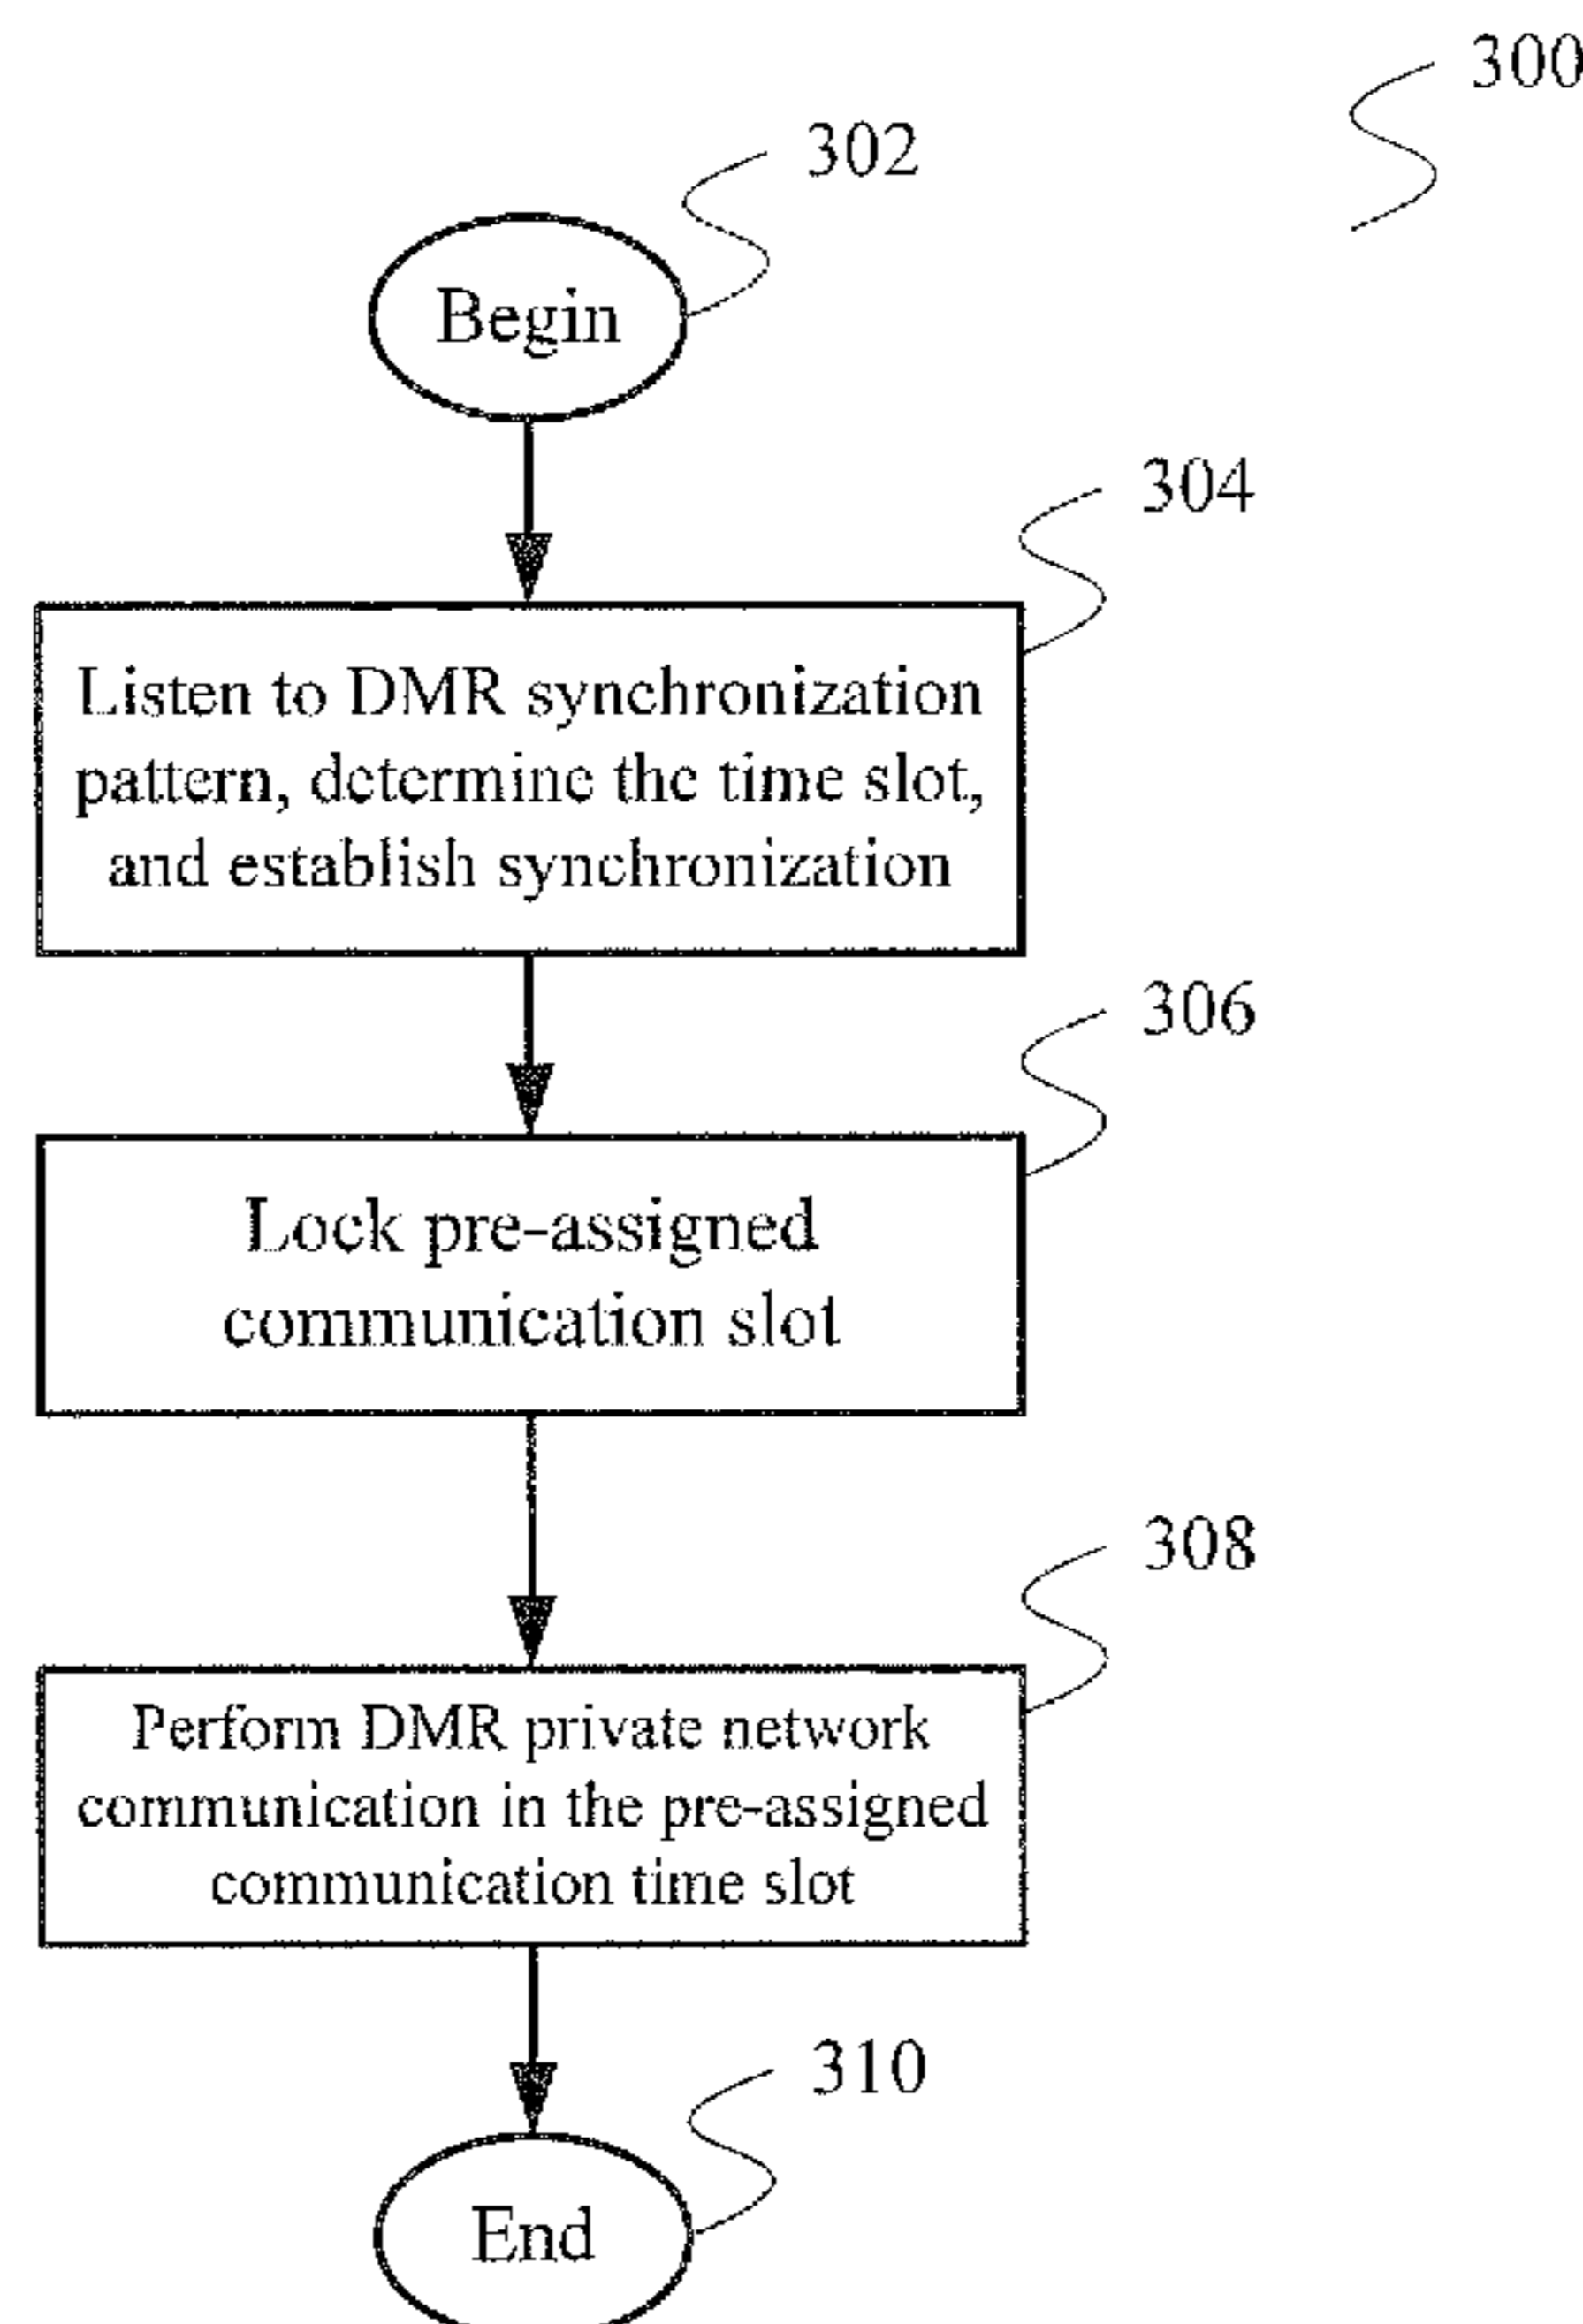 300
302
Begin
304
Listen to DMR synchronization
pattern, determine the time slot,
and establish synchronization
306
Lock pre-assigned
communication slot
308
Perform DMR private network
communication in the pre-assigned
communication time slot
310
End